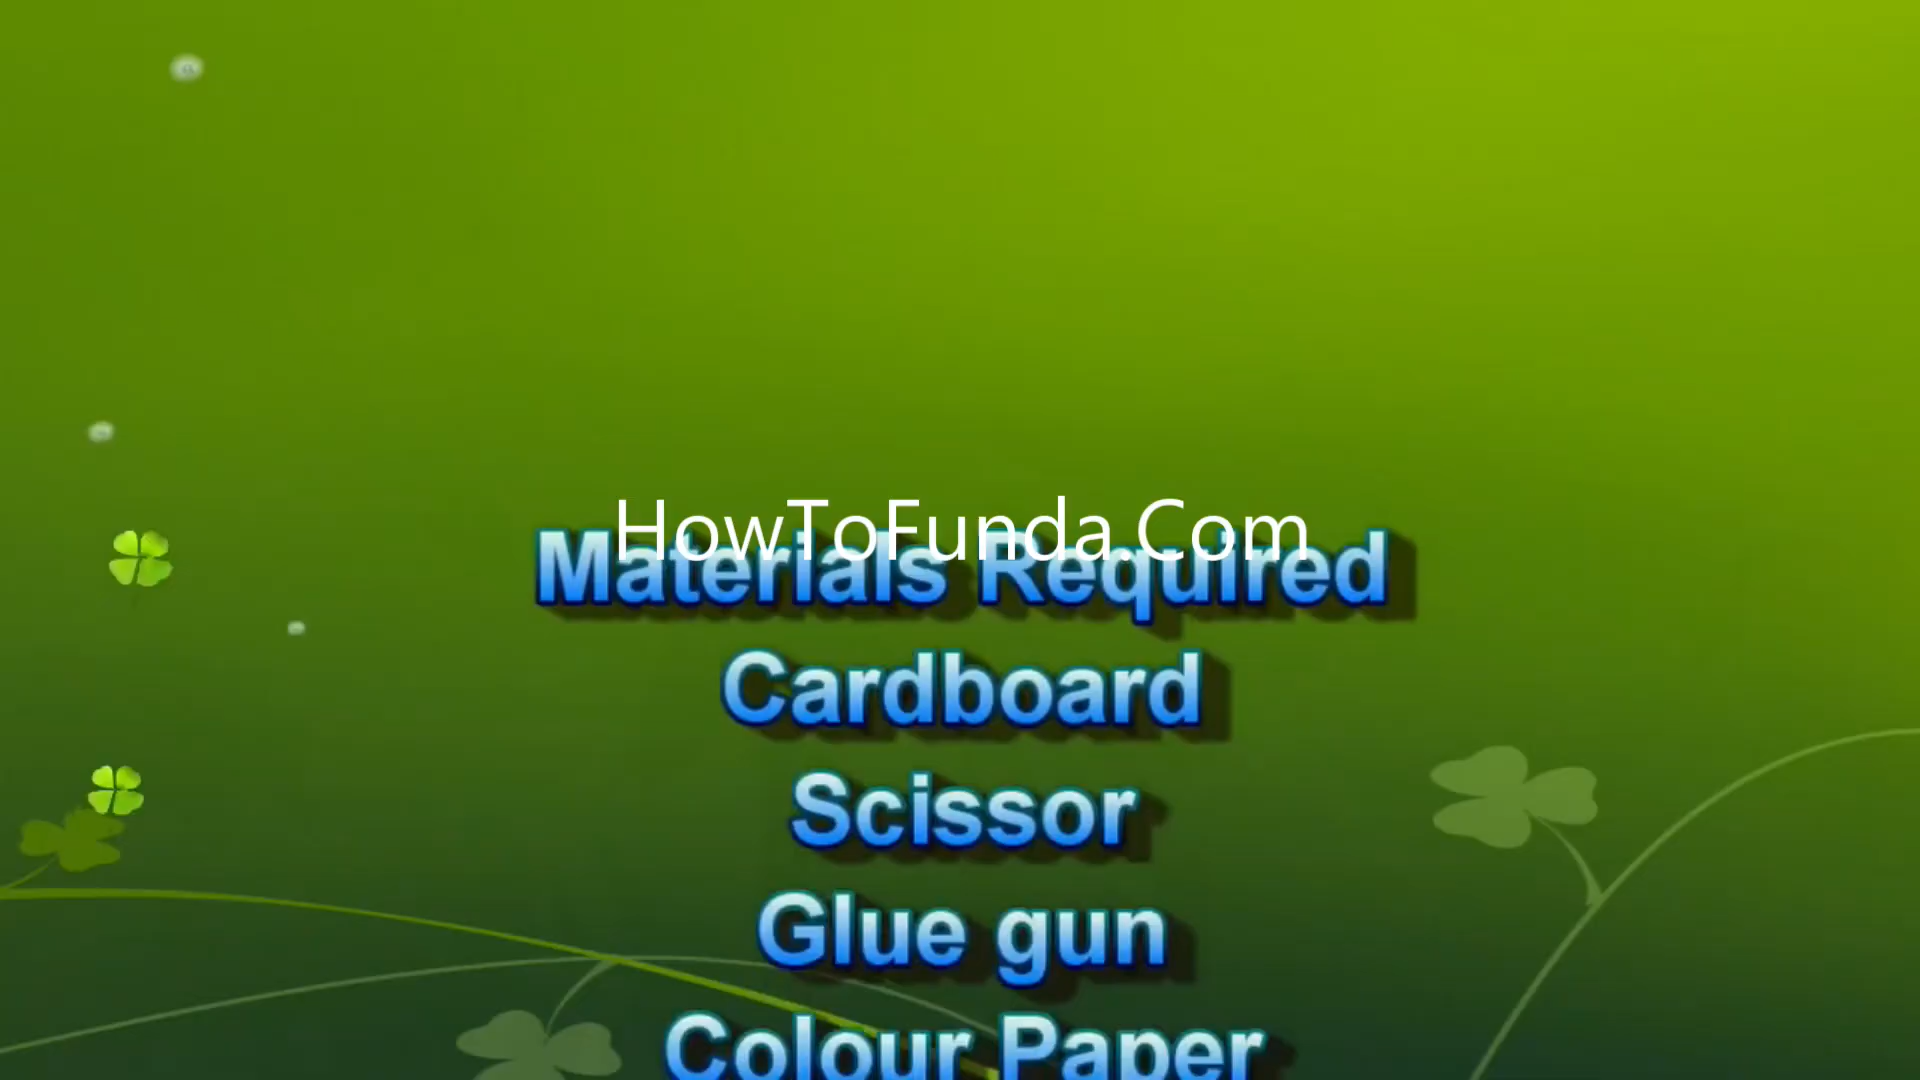 HowToFunda.Com
Materials Required
Cardboard
Scissor
Glue gun
Colour Paper